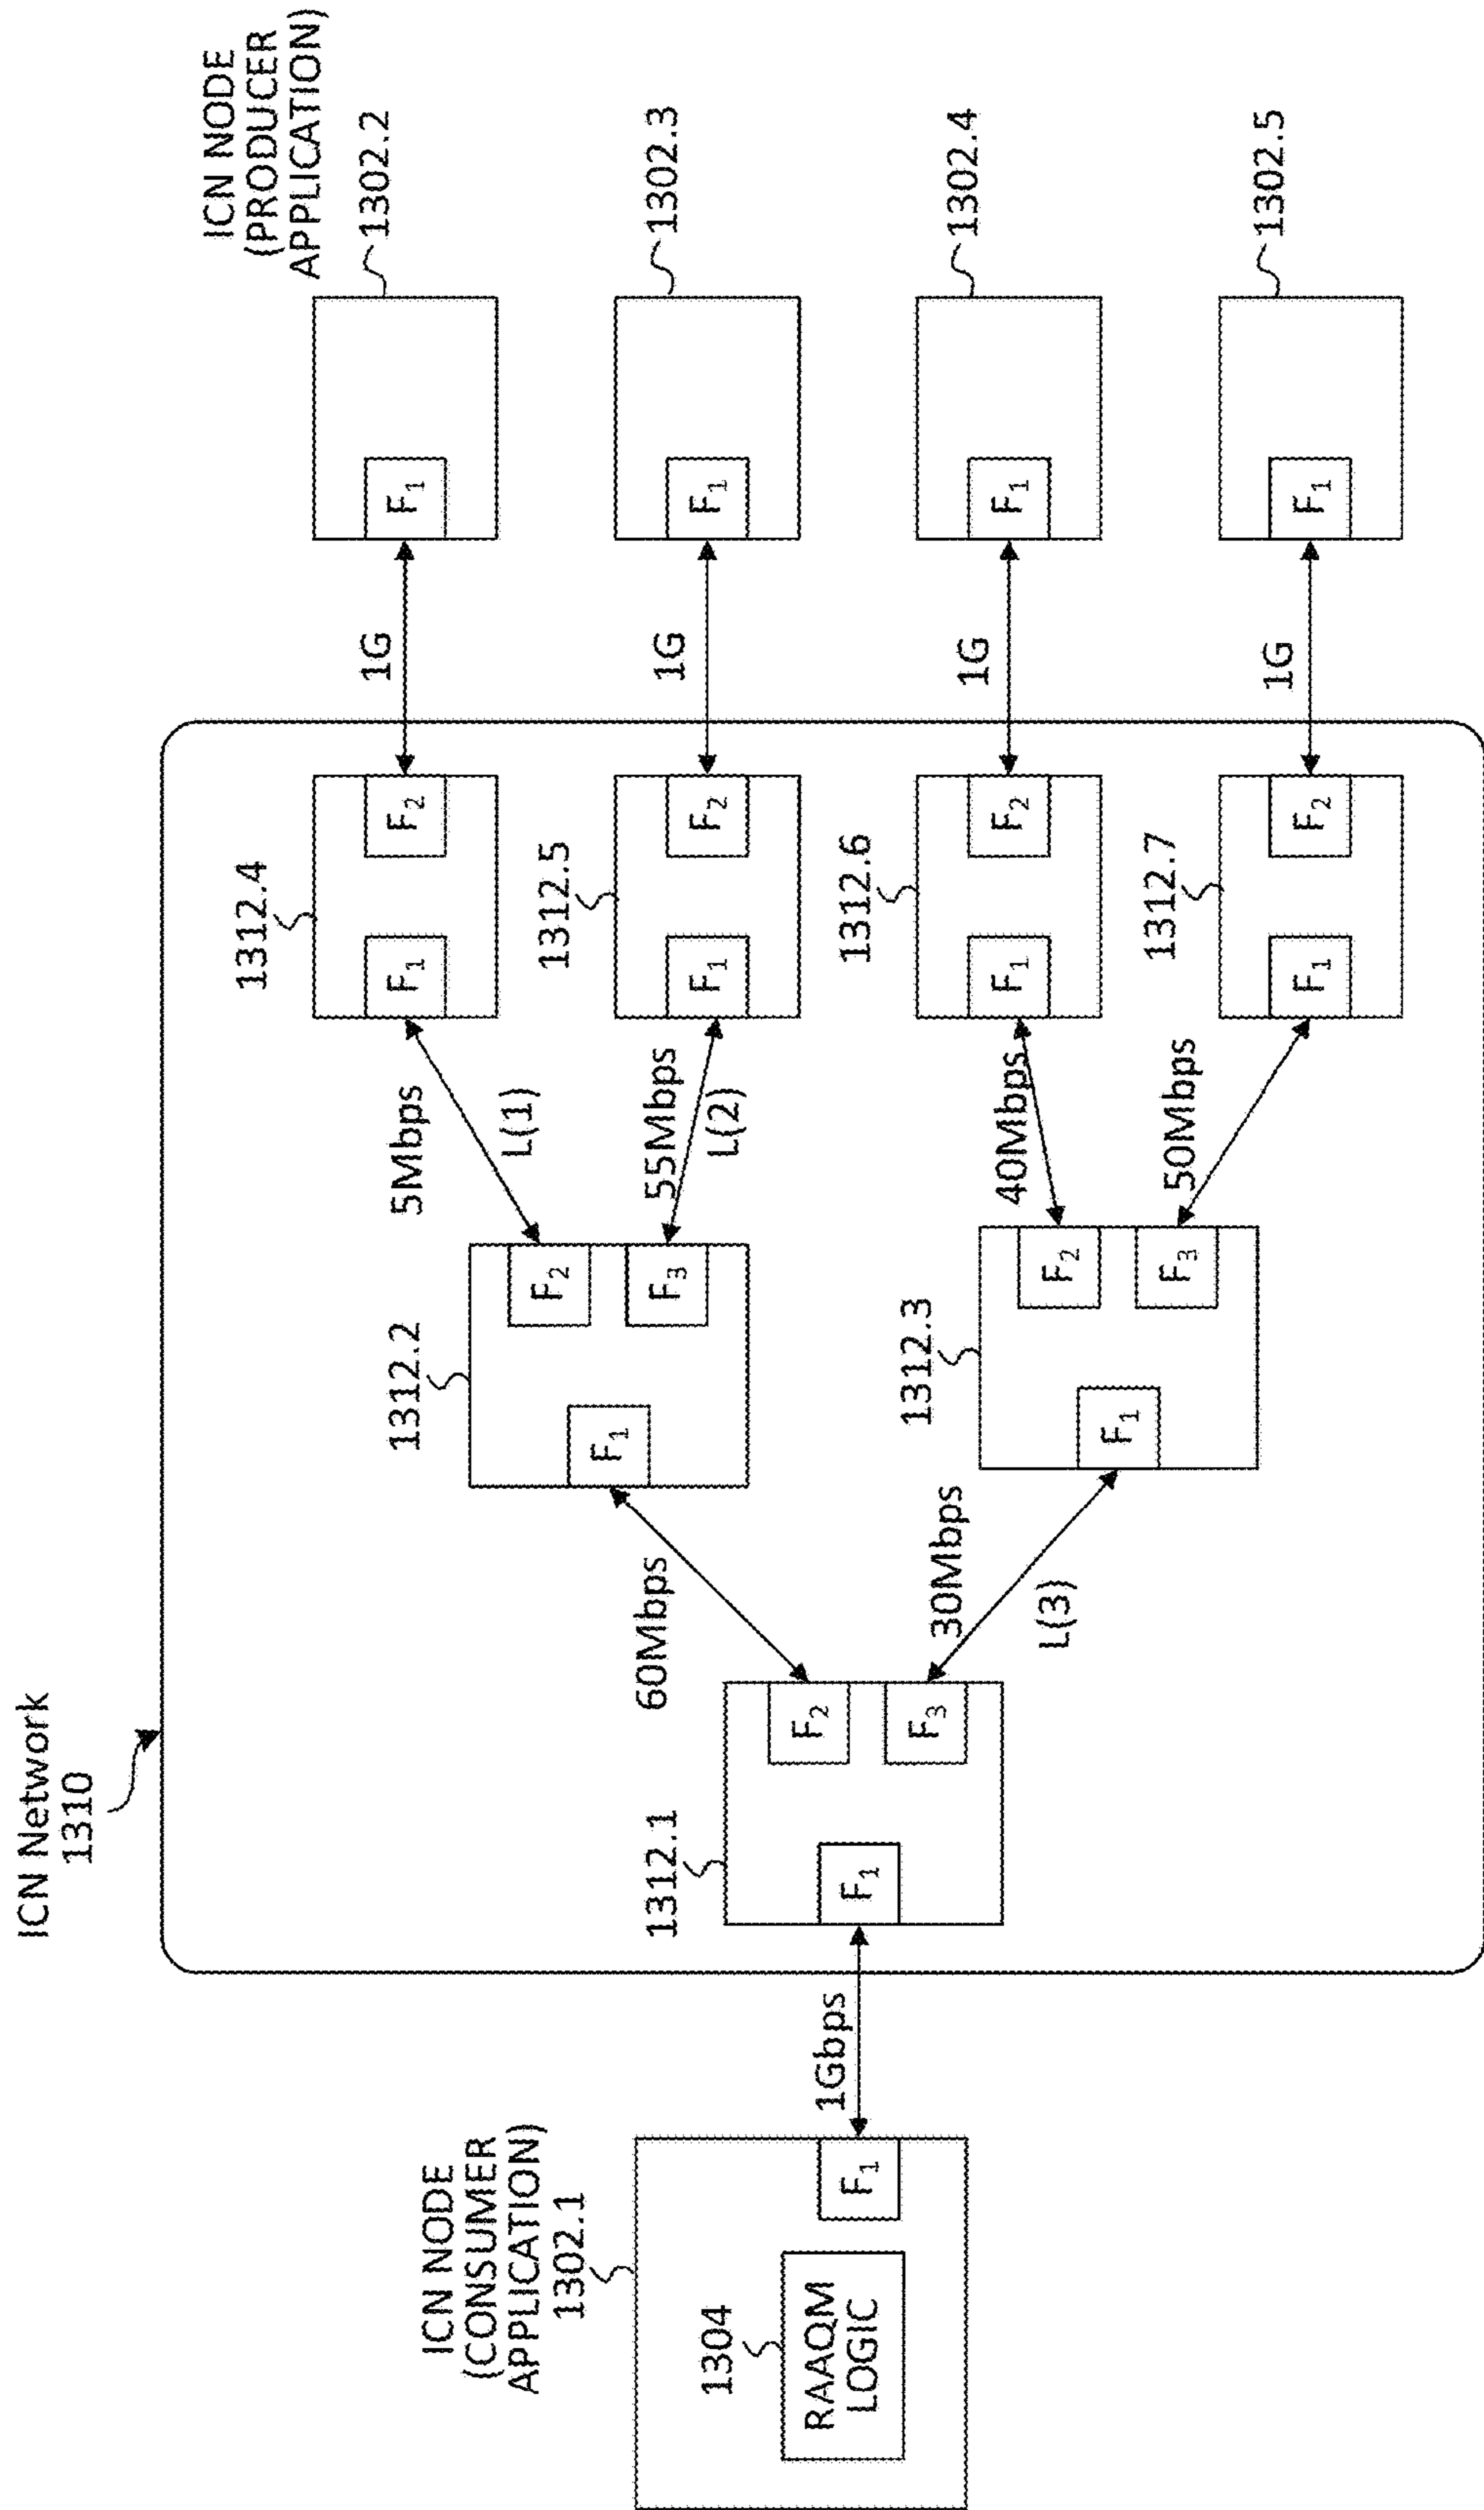 ICN Network
1310
ICN NODE
(CONSUMER
APPLICATION)
1302.1
1304
RAAQM
LOGIC
F1
1Gbps
1312.1
F1
F2
F3
60Mbps
30Mbps
L(3)
1312.2
F1
F2
F3
1312.3
F1
F2
F3
5Mbps
L(1)
55Mbps
L(2)
40Mbps
50Mbps
1312.4
F1
F2
1312.5
F1
F2
1312.6
F1
F2
1312.7
F1
F2
1G
1G
1G
1G
ICN NODE
(PRODUCER
APPLICATION)
1302.2
F1
1302.3
F1
1302.4
F1
1302.5
F1